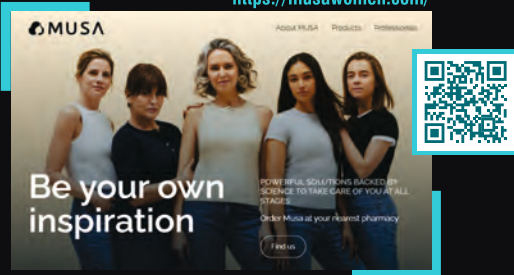 https://musawomen.com/
MUSA
About MUSA Products Professionals
Be your own
inspiration
POWERFUL SOLUTIONS BACKED BY
SCIENCE TO TAKE CARE OF YOU AT ALL
STAGES
Order Musa at your nearest pharmacy
Find us